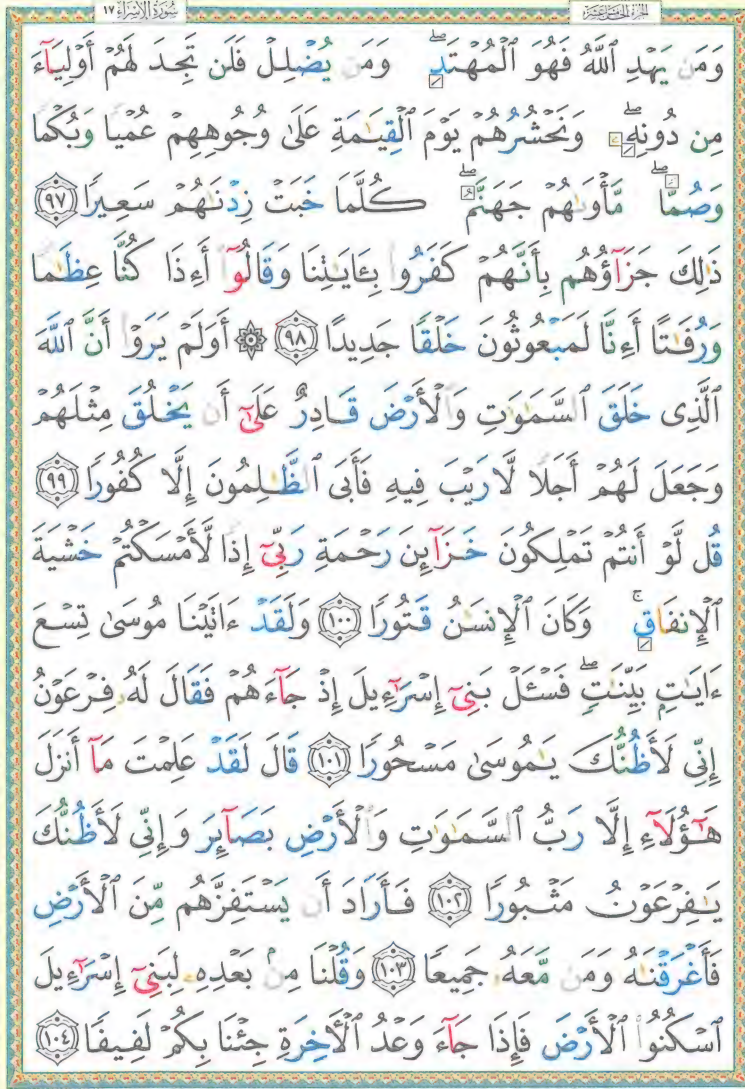 سُورَةُ الإِسْرَاءِ ١٧ الجُزْءُ الخَامِسَ عَشَرَ
وَمَن يَهْدِ ٱللَّهُ فَهُوَ ٱلْمُهْتَدِ ۖ وَمَن يُضْلِلْ فَلَن تَجِدَ لَهُمْ أَوْلِيَآءَ
مِن دُونِهِۦ ۖ وَنَحْشُرُهُمْ يَوْمَ ٱلْقِيَـٰمَةِ عَلَىٰ وُجُوهِهِمْ عُمْيًا وَبُكْمًا
وَصُمًّا ۖ مَّأْوَىٰهُمْ جَهَنَّمُ ۖ كُلَّمَا خَبَتْ زِدْنَـٰهُمْ سَعِيرًا ﴿٩٧﴾
ذَٰلِكَ جَزَآؤُهُم بِأَنَّهُمْ كَفَرُوا۟ بِـَٔايَـٰتِنَا وَقَالُوٓا۟ أَءِذَا كُنَّا عِظَـٰمًا
وَرُفَـٰتًا أَءِنَّا لَمَبْعُوثُونَ خَلْقًا جَدِيدًا ﴿٩٨﴾ ۞ أَوَلَمْ يَرَوْا۟ أَنَّ ٱللَّهَ
ٱلَّذِى خَلَقَ ٱلسَّمَـٰوَٰتِ وَٱلْأَرْضَ قَادِرٌ عَلَىٰٓ أَن يَخْلُقَ مِثْلَهُمْ
وَجَعَلَ لَهُمْ أَجَلًا لَّا رَيْبَ فِيهِ فَأَبَى ٱلظَّـٰلِمُونَ إِلَّا كُفُورًا ﴿٩٩﴾
قُل لَّوْ أَنتُمْ تَمْلِكُونَ خَزَآئِنَ رَحْمَةِ رَبِّىٓ إِذًا لَّأَمْسَكْتُمْ خَشْيَةَ
ٱلْإِنفَاقِ ۚ وَكَانَ ٱلْإِنسَـٰنُ قَتُورًا ﴿١٠٠﴾ وَلَقَدْ ءَاتَيْنَا مُوسَىٰ تِسْعَ
ءَايَـٰتٍۭ بَيِّنَـٰتٍ ۖ فَسْـَٔلْ بَنِىٓ إِسْرَٰٓءِيلَ إِذْ جَآءَهُمْ فَقَالَ لَهُۥ فِرْعَوْنُ
إِنِّى لَأَظُنُّكَ يَـٰمُوسَىٰ مَسْحُورًا ﴿١٠١﴾ قَالَ لَقَدْ عَلِمْتَ مَآ أَنزَلَ
هَـٰٓؤُلَآءِ إِلَّا رَبُّ ٱلسَّمَـٰوَٰتِ وَٱلْأَرْضِ بَصَآئِرَ وَإِنِّى لَأَظُنُّكَ
يَـٰفِرْعَوْنُ مَثْبُورًا ﴿١٠٢﴾ فَأَرَادَ أَن يَسْتَفِزَّهُم مِّنَ ٱلْأَرْضِ
فَأَغْرَقْنَـٰهُ وَمَن مَّعَهُۥ جَمِيعًا ﴿١٠٣﴾ وَقُلْنَا مِنۢ بَعْدِهِۦ لِبَنِىٓ إِسْرَٰٓءِيلَ
ٱسْكُنُوا۟ ٱلْأَرْضَ فَإِذَا جَآءَ وَعْدُ ٱلْـَٔاخِرَةِ جِئْنَا بِكُمْ لَفِيفًا ﴿١٠٤﴾